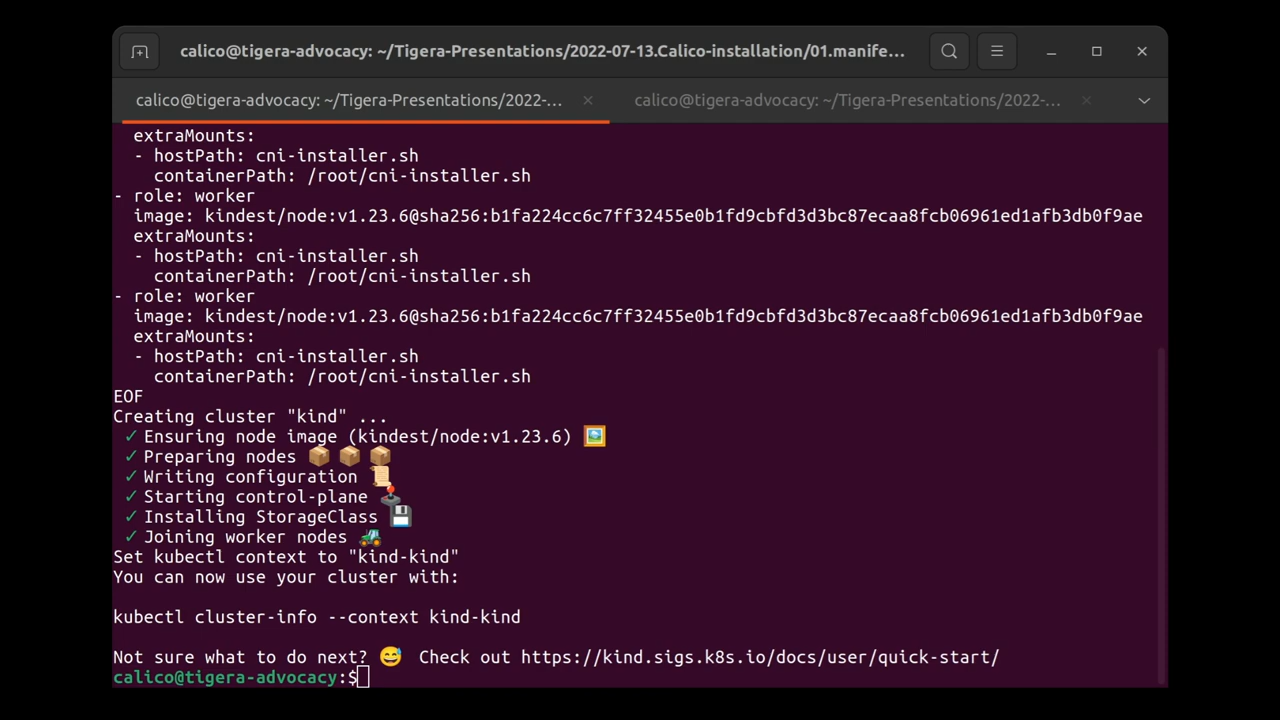 calico@tigera-advocacy: ~/Tigera-Presentations/2022-07-13.Calico-installation/01.manife...
calico@tigera-advocacy: ~/Tigera-Presentations/2022-...
calico@tigera-advocacy: ~/Tigera-Presentations/2022-...
extraMounts:
- hostPath: cni-installer.sh
containerPath: /root/cni-installer.sh
- role: worker
image: kindest/node:v1.23.6@sha256:b1fa224cc6c7ff32455e0b1fd9cbfd3d3bc87ecaa8fcb06961ed1afb3db0f9ae
extraMounts:
- hostPath: cni-installer.sh
containerPath: /root/cni-installer.sh
- role: worker
image: kindest/node:v1.23.6@sha256:b1fa224cc6c7ff32455e0b1fd9cbfd3d3bc87ecaa8fcb06961ed1afb3db0f9ae
extraMounts:
- hostPath: cni-installer.sh
containerPath: /root/cni-installer.sh
EOF
Creating cluster "kind" ...
✓ Ensuring node image (kindest/node:v1.23.6) 🖼
✓ Preparing nodes 📦 📦 📦
✓ Writing configuration 📜
✓ Starting control-plane 🕹
✓ Installing StorageClass 💾
✓ Joining worker nodes 🚜
Set kubectl context to "kind-kind"
You can now use your cluster with:
kubectl cluster-info --context kind-kind
Not sure what to do next? 😅 Check out https://kind.sigs.k8s.io/docs/user/quick-start/
calico@tigera-advocacy:$